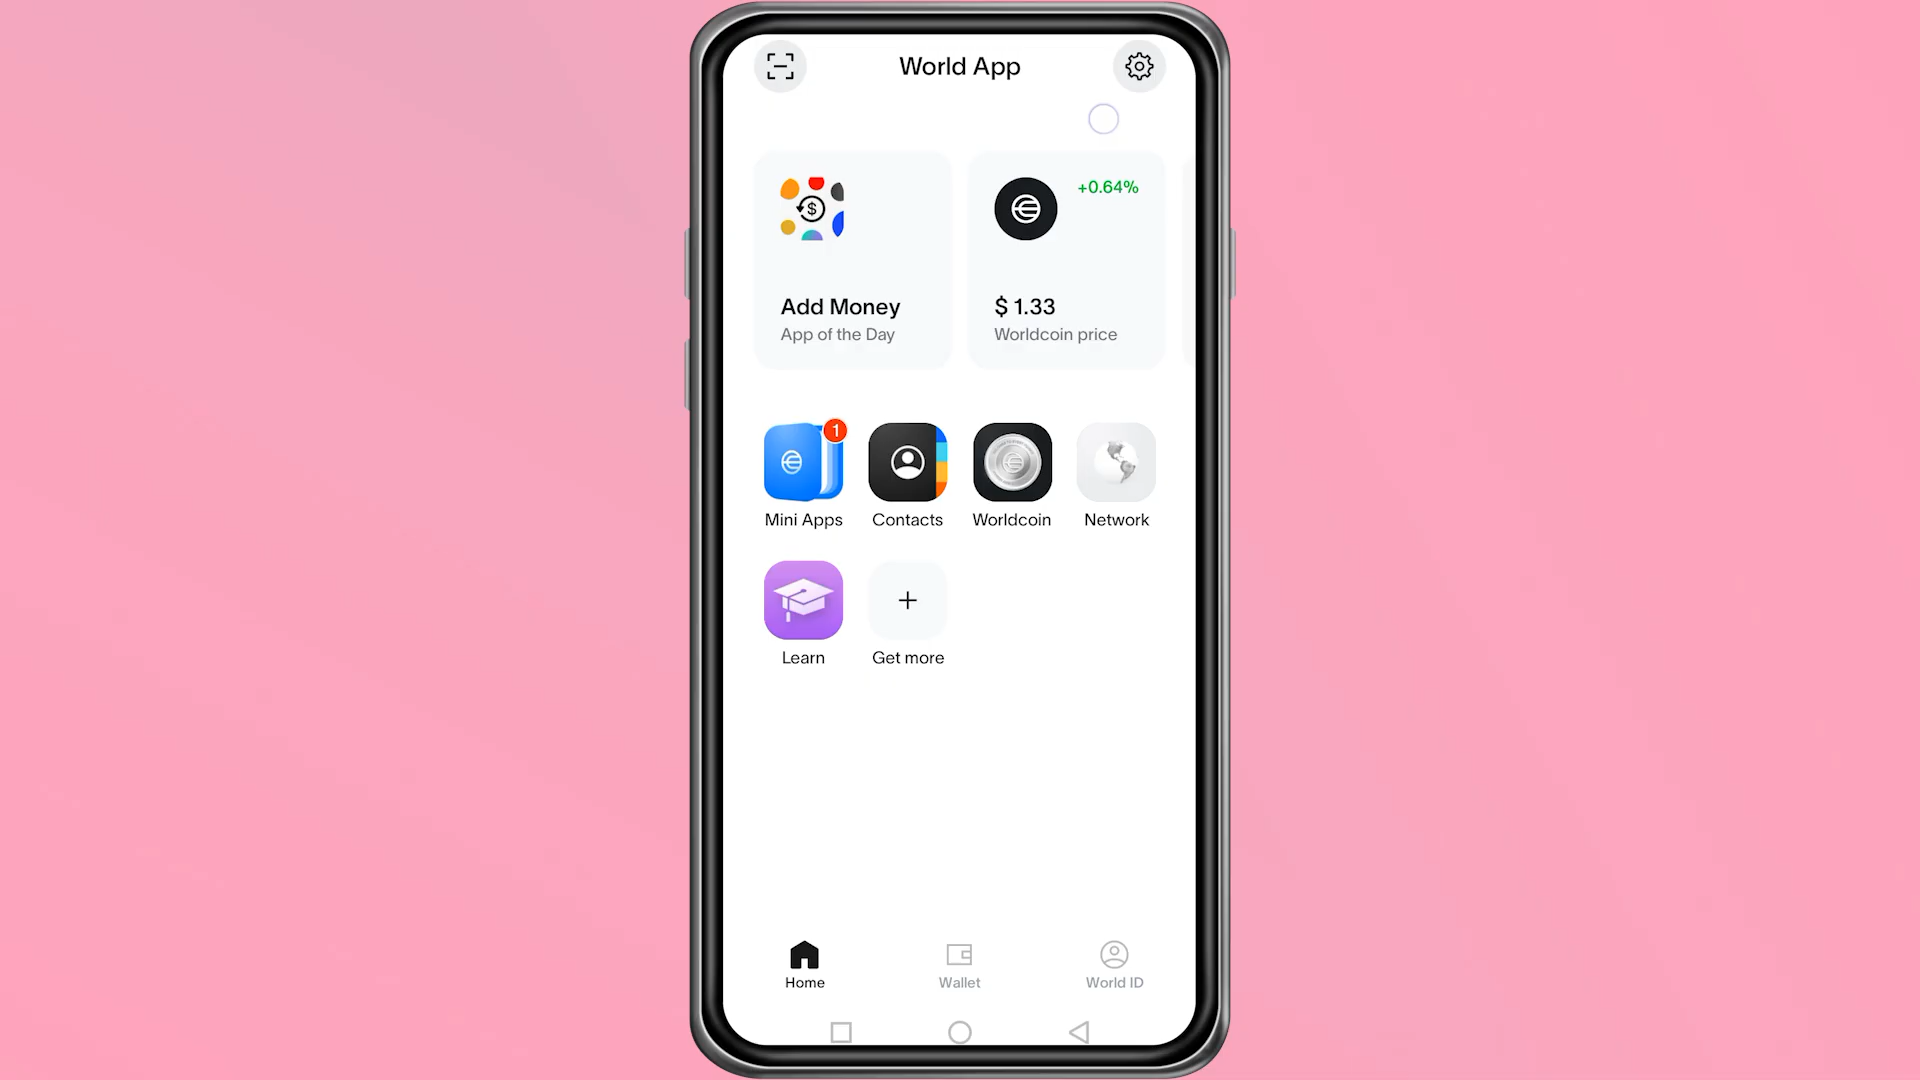 World App
+0.64%
Add Money
App of the Day
$ 1.33
Worldcoin price
1
Mini Apps
Contacts
Worldcoin
Network
Learn
Get more
Home
Wallet
World ID